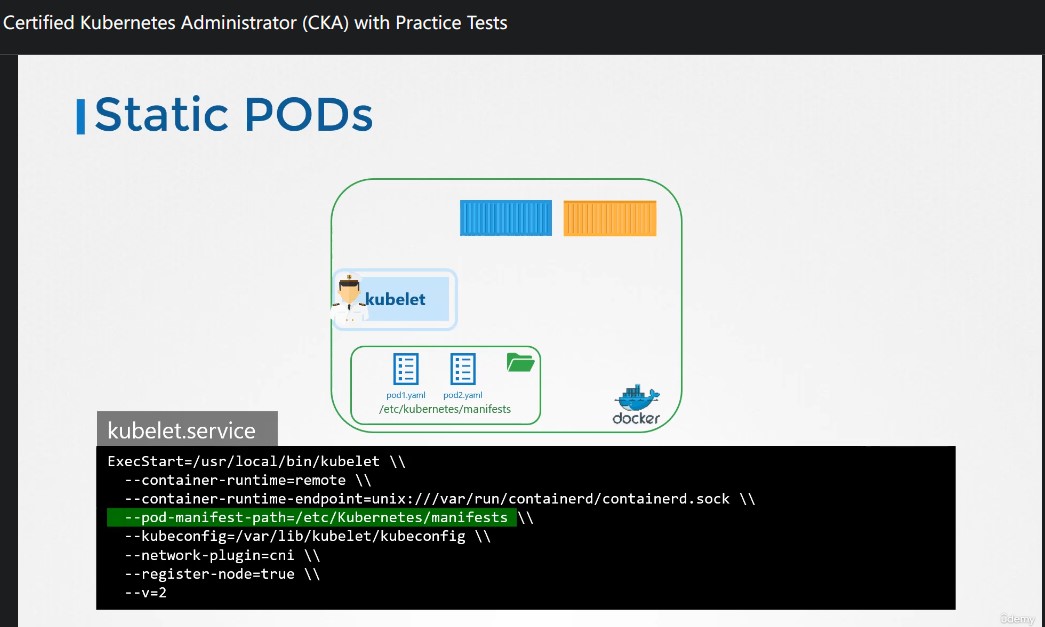 Certified Kubernetes Administrator (CKA) with Practice Tests
Static PODs
kubelet
pod1.yaml pod2.yaml
/etc/kubernetes/manifests
docker
kubelet.service
ExecStart=/usr/local/bin/kubelet \\
--container-runtime=remote \\
--container-runtime-endpoint=unix:///var/run/containerd/containerd.sock \\
--pod-manifest-path=/etc/Kubernetes/manifests \\
--kubeconfig=/var/lib/kubelet/kubeconfig \\
--network-plugin=cni \\
--register-node=true \\
--v=2
ûdemy